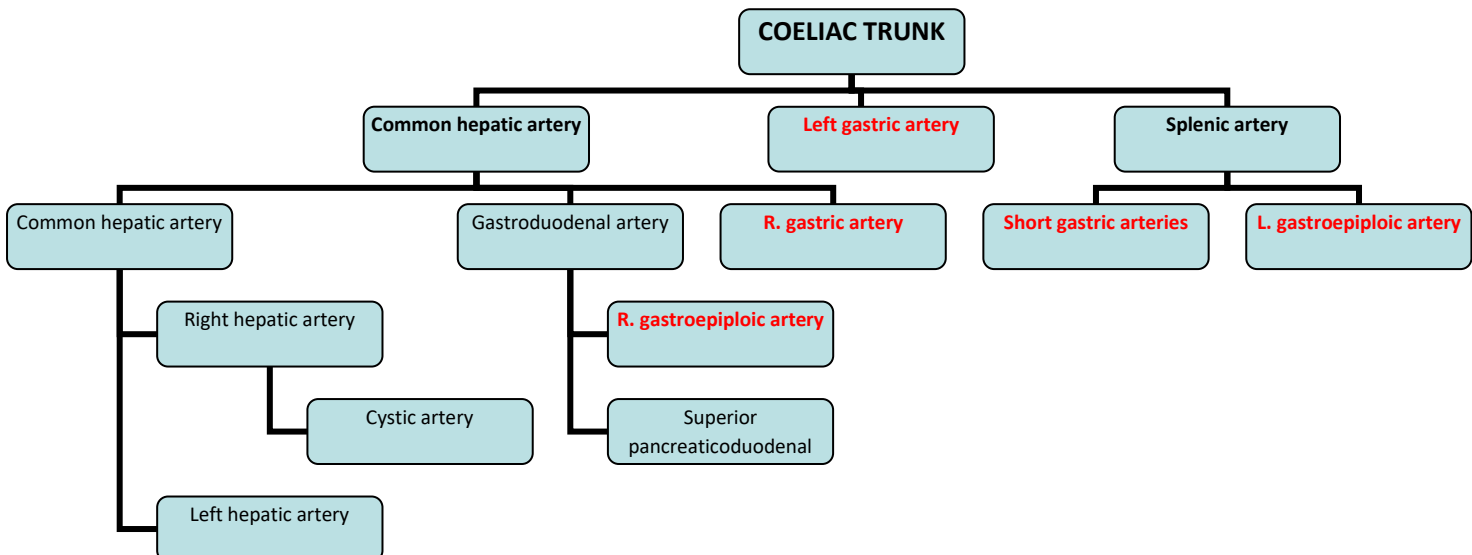 COELIAC TRUNK
Common hepatic artery
Left gastric artery
Splenic artery
Common hepatic artery
Gastroduodenal artery
R. gastric artery
Short gastric arteries
L. gastroepiploic artery
Right hepatic artery
R. gastroepiploic artery
Cystic artery
Superior
pancreaticoduodenal
Left hepatic artery